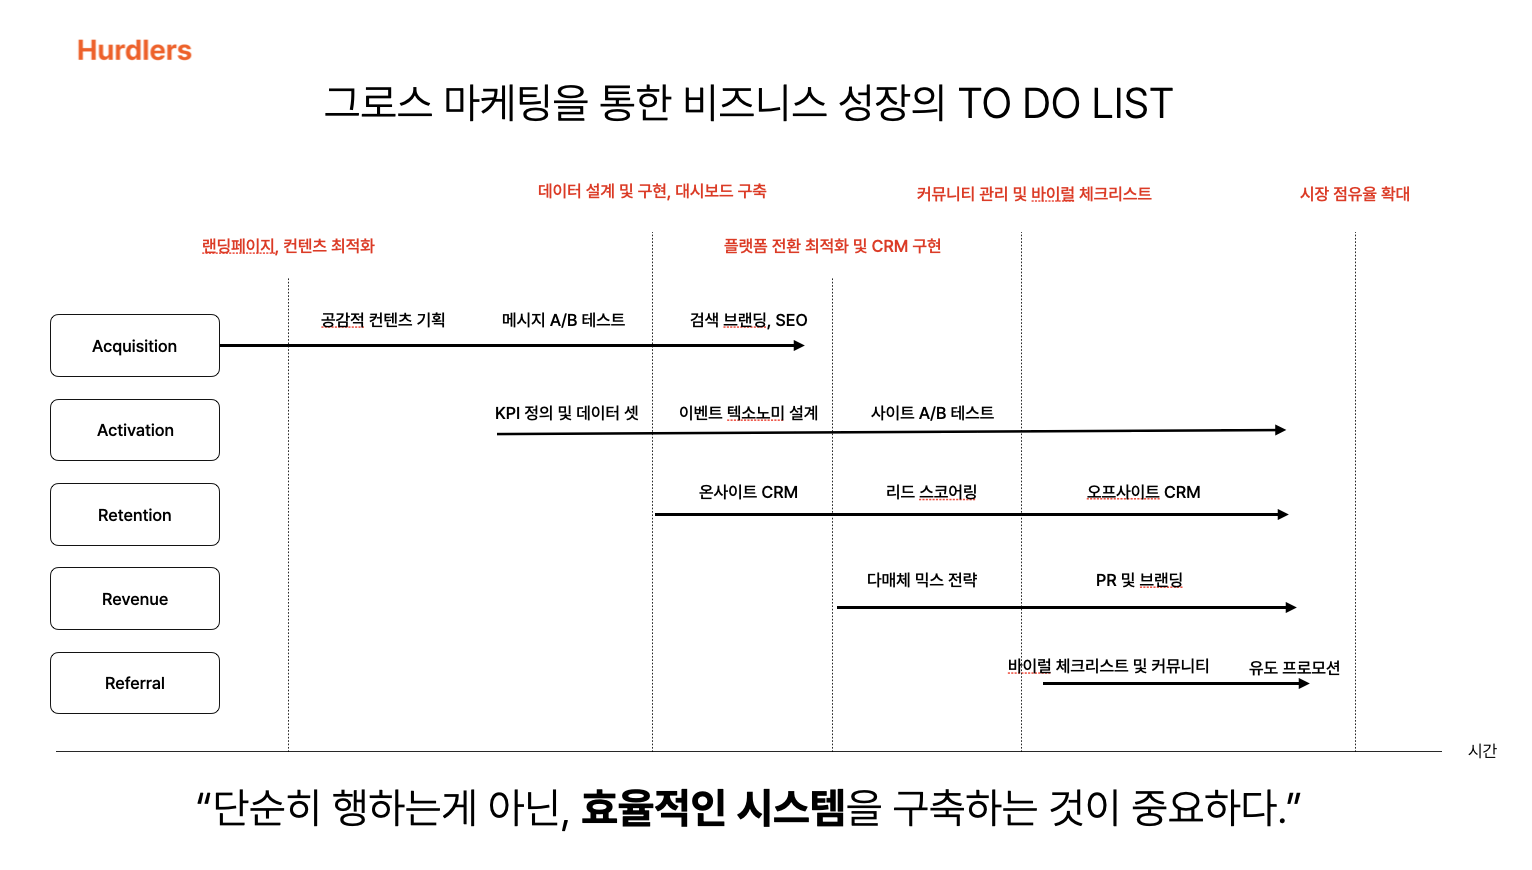 Hurdlers
그로스 마케팅을 통한 비즈니스 성장의 TO DO LIST
데이터 설계 및 구현, 대시보드 구축
커뮤니티 관리 및 바이럴 체크리스트
시장 점유율 확대
랜딩페이지, 컨텐츠 최적화
플랫폼 전환 최적화 및 CRM 구현
공감적 컨텐츠 기획
메시지 A/B 테스트
검색 브랜딩, SEO
Acquisition
KPI 정의 및 데이터 셋
이벤트 텍소노미 설계
사이트 A/B 테스트
Activation
온사이트 CRM
리드 스코어링
오프사이트 CRM
Retention
다매체 믹스 전략
PR 및 브랜딩
Revenue
바이럴 체크리스트 및 커뮤니티
유도 프로모션
Referral
시간
“단순히 행하는게 아닌, 효율적인 시스템을 구축하는 것이 중요하다.”